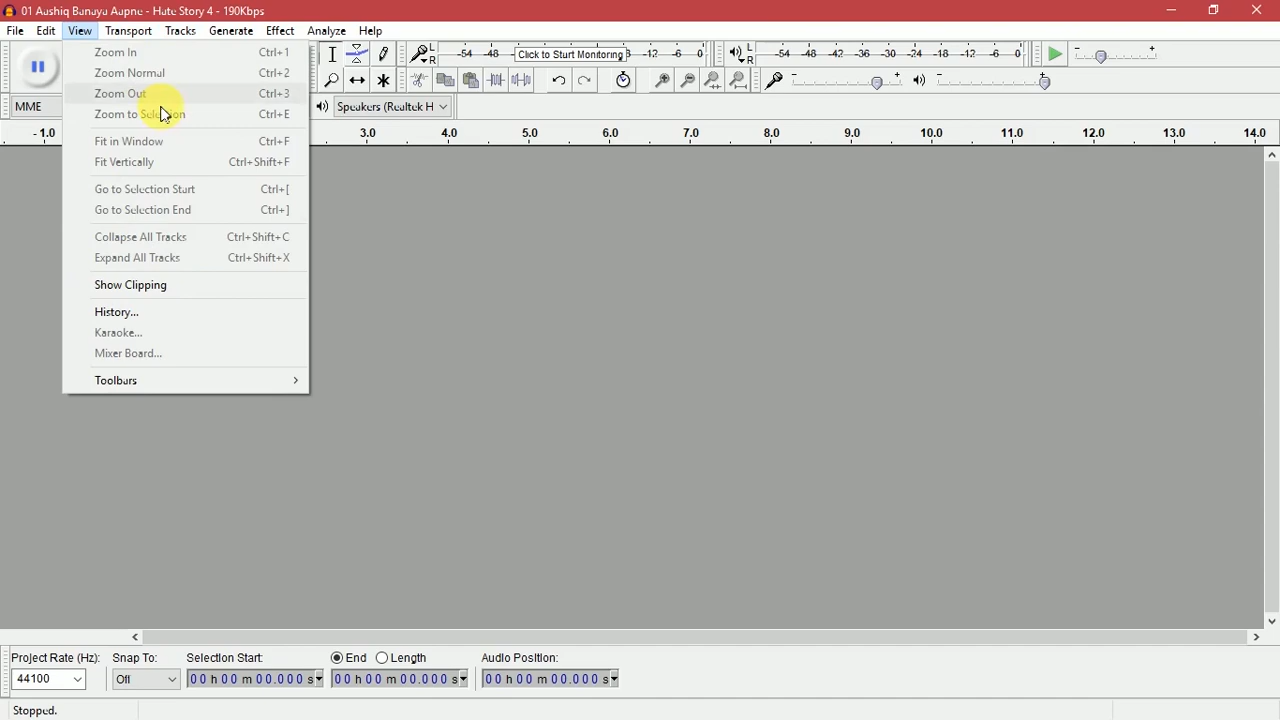 01 Aashiq Banaya Aapne - Hate Story 4 - 190Kbps
File Edit View Transport Tracks Generate Effect Analyze Help
Zoom In Ctrl+1
Zoom Normal Ctrl+2
Zoom Out Ctrl+3
Zoom to Selection Ctrl+E
Fit in Window Ctrl+F
Fit Vertically Ctrl+Shift+F
Go to Selection Start Ctrl+[
Go to Selection End Ctrl+]
Collapse All Tracks Ctrl+Shift+C
Expand All Tracks Ctrl+Shift+X
Show Clipping
History...
Karaoke...
Mixer Board...
Toolbars
L R -54 -48 Click to Start Monitoring -12 -6 0
L R -54 -48 -42 -36 -30 -24 -18 -12 -6 0
MME
Speakers (Realtek H
-1.0 3.0 4.0 5.0 6.0 7.0 8.0 9.0 10.0 11.0 12.0 13.0 14.0
Project Rate (Hz): Snap To: Selection Start: End Length Audio Position:
44100 Off 00 h 00 m 00.000 s 00 h 00 m 00.000 s 00 h 00 m 00.000 s
Stopped.